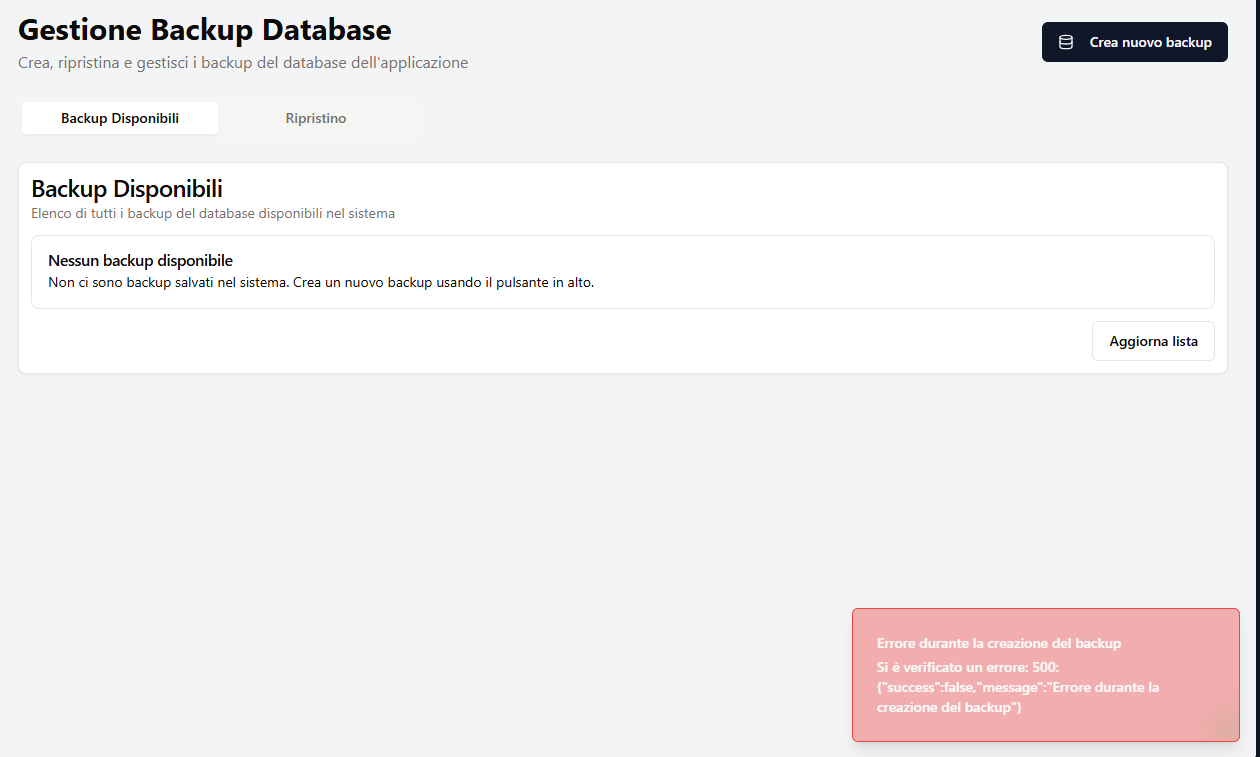 Gestione Backup Database
Crea, ripristina e gestisci i backup del database dell'applicazione
Crea nuovo backup
Backup Disponibili
Ripristino
Backup Disponibili
Elenco di tutti i backup del database disponibili nel sistema
Nessun backup disponibile
Non ci sono backup salvati nel sistema. Crea un nuovo backup usando il pulsante in alto.
Aggiorna lista
Errore durante la creazione del backup
Si è verificato un errore: 500:
{"success":false,"message":"Errore durante la
creazione del backup"}